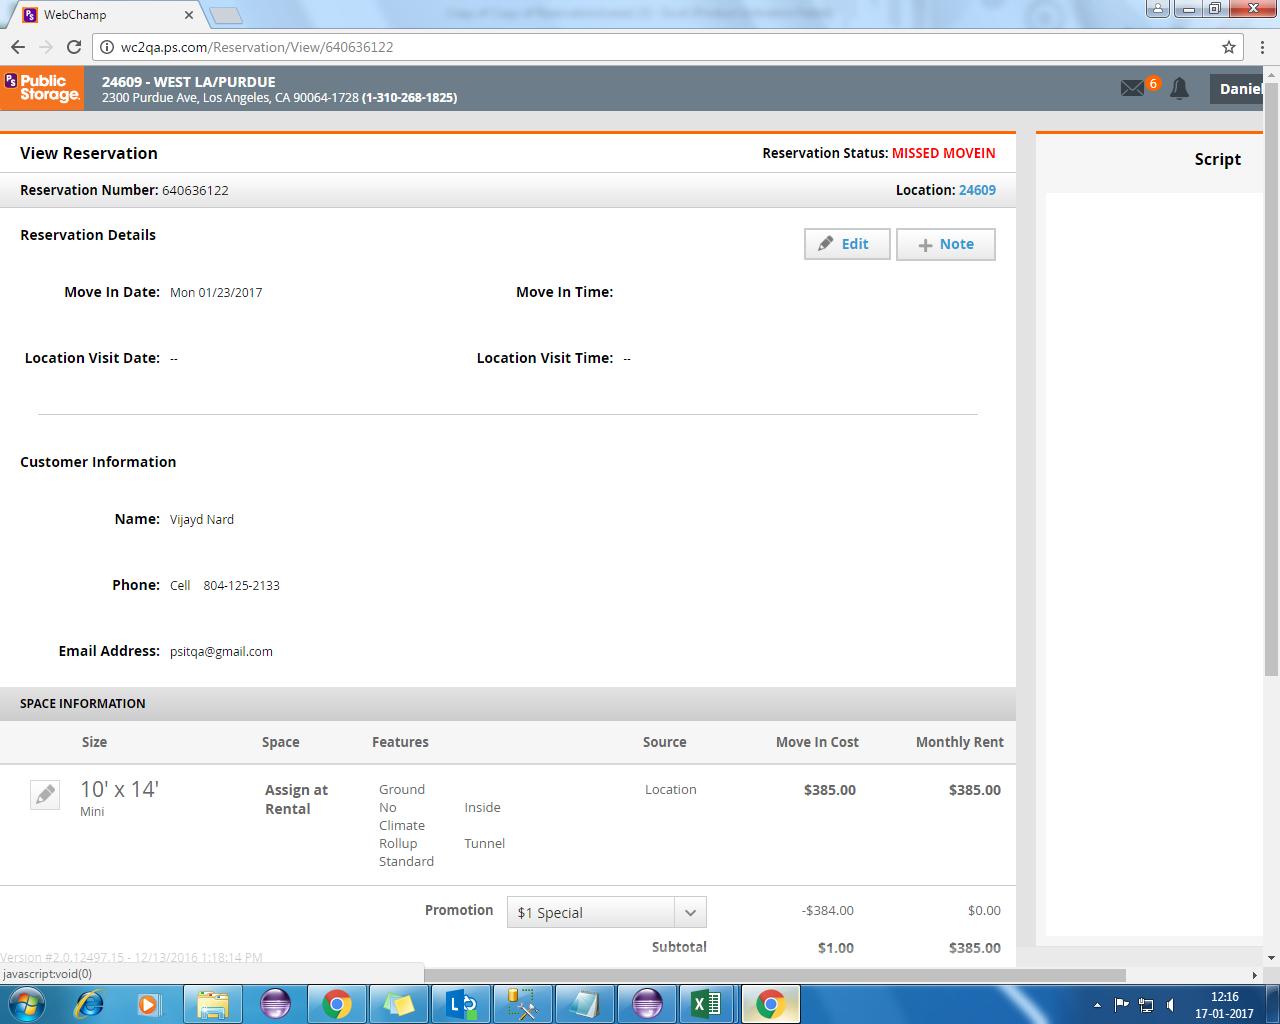 WebChamp
wc2qa.ps.com/Reservation/View/640636122
PS Public Storage.
24609 - WEST LA/PURDUE
2300 Purdue Ave, Los Angeles, CA 90064-1728 (1-310-268-1825)
6
Daniel
View Reservation
Reservation Status: MISSED MOVEIN
Script
Reservation Number: 640636122
Location: 24609
Reservation Details
Edit
Note
Move In Date: Mon 01/23/2017
Move In Time:
Location Visit Date: --
Location Visit Time: --
Customer Information
Name: Vijayd Nard
Phone: Cell 804-125-2133
Email Address: psitqa@gmail.com
SPACE INFORMATION
Size Space Features Source Move In Cost Monthly Rent
10' x 14'
Mini
Assign at
Rental
Ground
No Inside
Climate
Rollup Tunnel
Standard
Location
$385.00
$385.00
Promotion $1 Special -$384.00 $0.00
Subtotal $1.00 $385.00
Version #2.0.12497.15 - 12/13/2016 1:18:14 PM
javascript:void(0)
12:16
17-01-2017